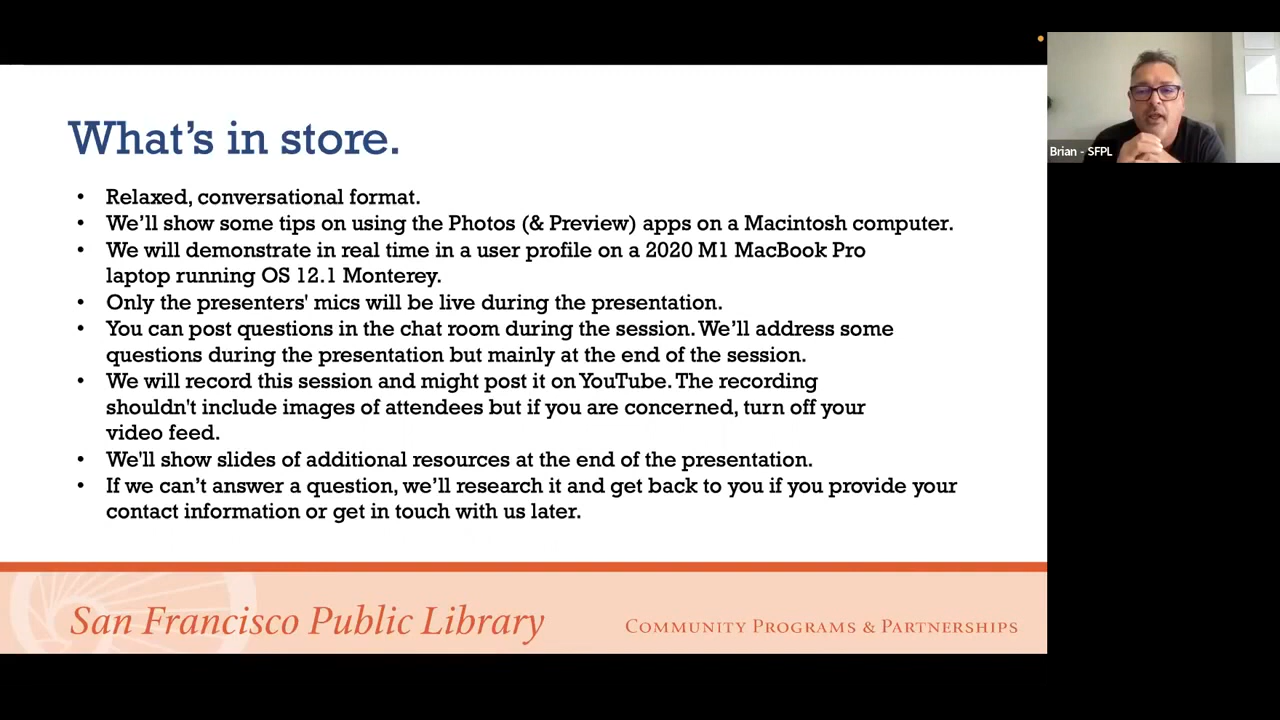 What’s in store.
• Relaxed, conversational format.
• We’ll show some tips on using the Photos (& Preview) apps on a Macintosh computer.
• We will demonstrate in real time in a user profile on a 2020 M1 MacBook Pro
laptop running OS 12.1 Monterey.
• Only the presenters' mics will be live during the presentation.
• You can post questions in the chat room during the session. We’ll address some
questions during the presentation but mainly at the end of the session.
• We will record this session and might post it on YouTube. The recording
shouldn't include images of attendees but if you are concerned, turn off your
video feed.
• We'll show slides of additional resources at the end of the presentation.
• If we can’t answer a question, we’ll research it and get back to you if you provide your
contact information or get in touch with us later.
San Francisco Public Library
Community Programs & Partnerships
Brian - SFPL